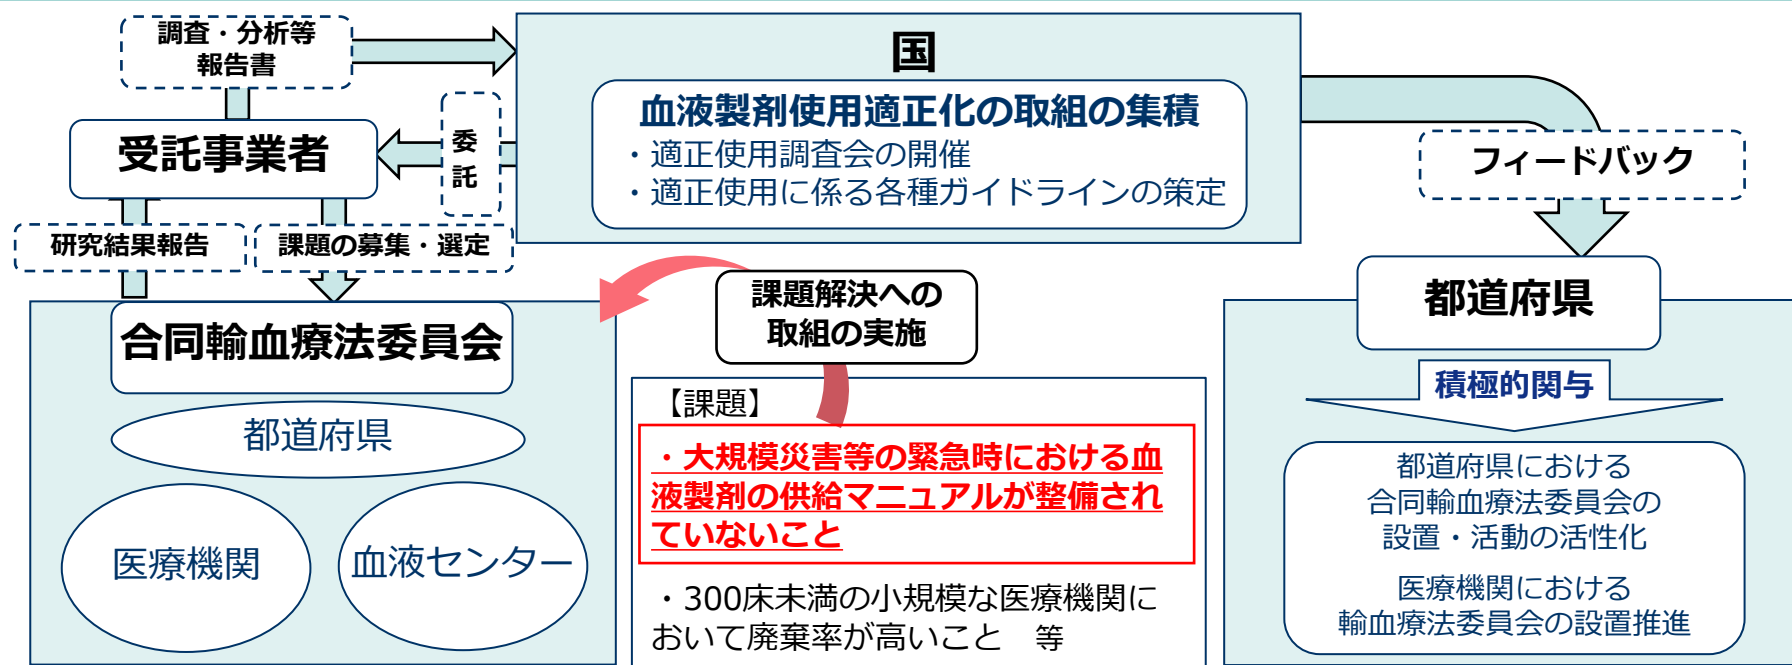 調査・分析等
報告書
国
血液製剤使用適正化の取組の集積
・適正使用調査会の開催
・適正使用に係る各種ガイドラインの策定
委
託
受託事業者
フィードバック
研究結果報告
課題の募集・選定
合同輸血療法委員会
都道府県
医療機関
血液センター
課題解決への
取組の実施
【課題】
・大規模災害等の緊急時における血
液製剤の供給マニュアルが整備され
ていないこと
・300床未満の小規模な医療機関に
おいて廃棄率が高いこと　等
都道府県
積極的関与
都道府県における
合同輸血療法委員会の
設置・活動の活性化
医療機関における
輸血療法委員会の設置推進